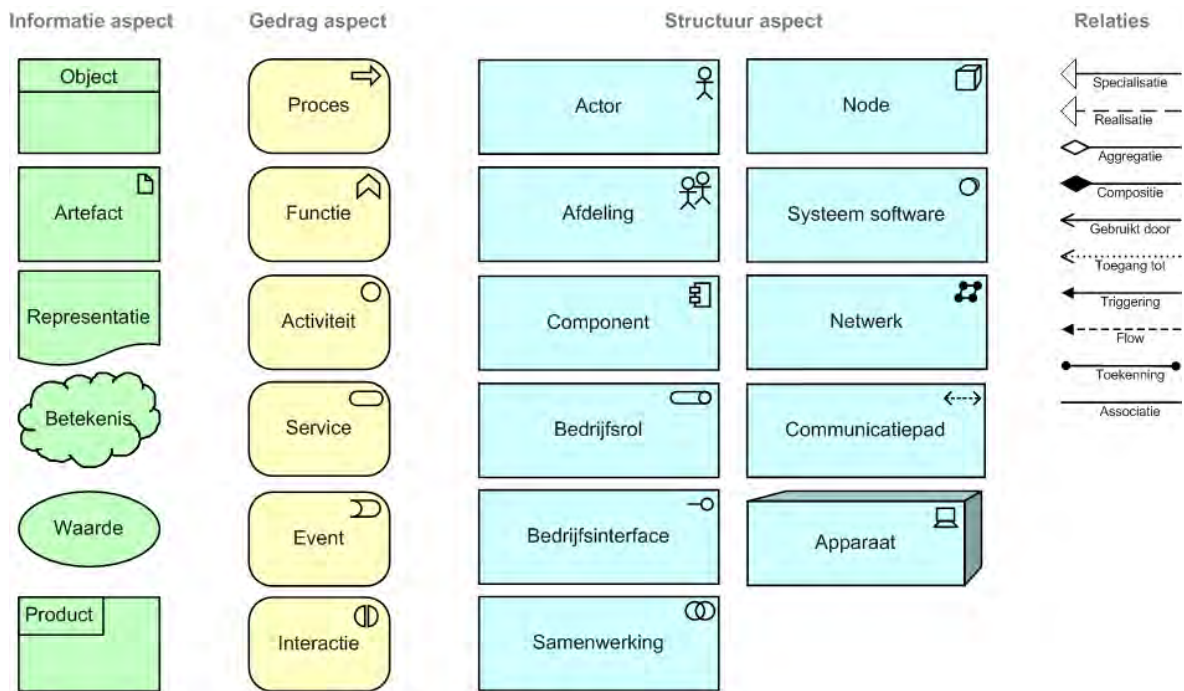 Informatie aspect
Gedrag aspect
Structuur aspect
Relaties
Object
Artefact
Representatie
Betekenis
Waarde
Product
Proces
Functie
Activiteit
Service
Event
Interactie
Actor
Afdeling
Component
Bedrijfsrol
Bedrijfsinterface
Samenwerking
Node
Systeem software
Netwerk
Communicatiepad
Apparaat
Specialisatie
Realisatie
Aggregatie
Compositie
Gebruikt door
Toegang tot
Triggering
Flow
Toekenning
Associatie